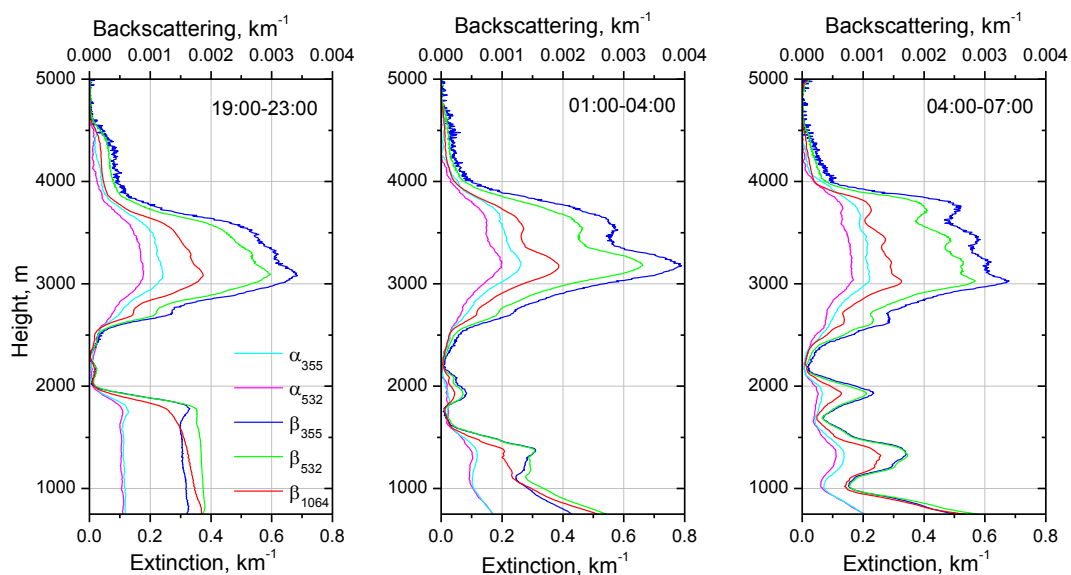 Backscattering, km-1
Backscattering, km-1
Backscattering, km-1
0.000 0.001 0.002 0.003 0.004
0.000 0.001 0.002 0.003 0.004
0.000 0.001 0.002 0.003 0.004
19:00-23:00
01:00-04:00
04:00-07:00
5000
4000
3000
2000
1000
5000
4000
3000
2000
1000
5000
4000
3000
2000
1000
Height, m
α355
α532
β355
β532
β1064
0.0 0.2 0.4 0.6 0.8
0.0 0.2 0.4 0.6 0.8
0.0 0.2 0.4 0.6 0.8
Extinction, km-1
Extinction, km-1
Extinction, km-1